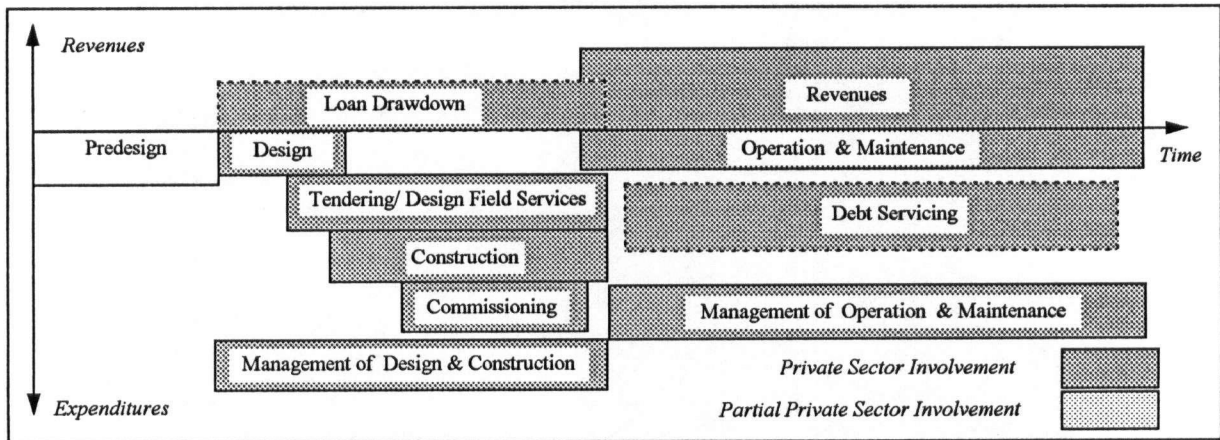 Revenues
Loan Drawdown
Revenues
Predesign
Design
Operation & Maintenance
Time
Tendering/ Design Field Services
Debt Servicing
Construction
Commissioning
Management of Operation & Maintenance
Management of Design & Construction
Private Sector Involvement
Expenditures
Partial Private Sector Involvement